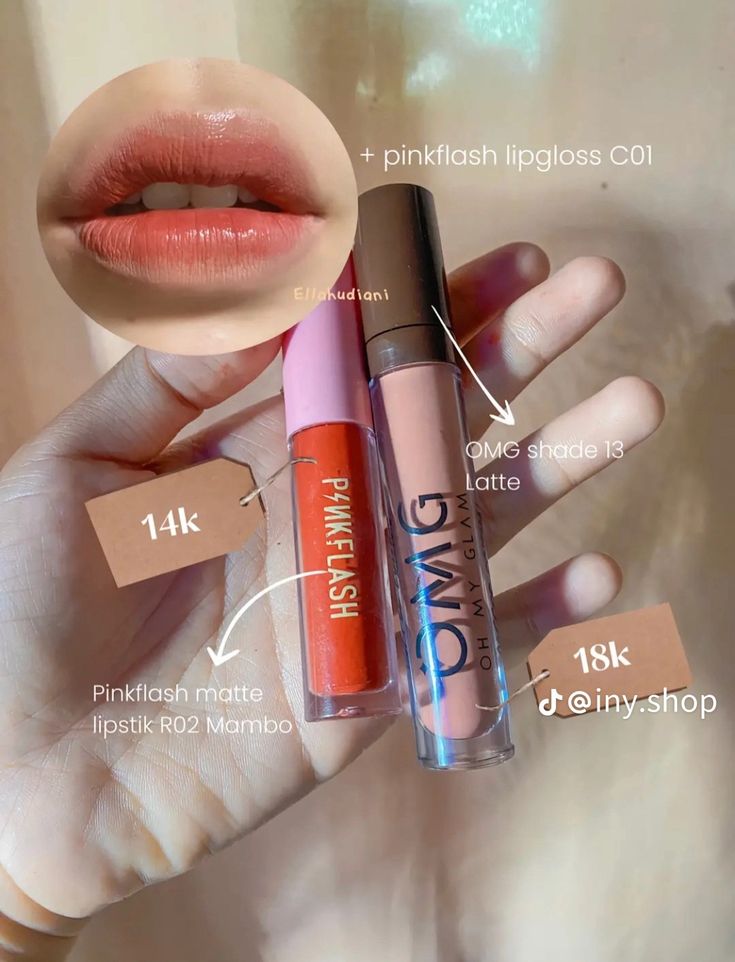 + pinkflash lipgloss C01
Ellahudiani
OMG shade 13
Latte
14k
PINKFLASH
OMG
OH MY GLAM
Pinkflash matte
lipstik R02 Mambo
18k
@iny.shop